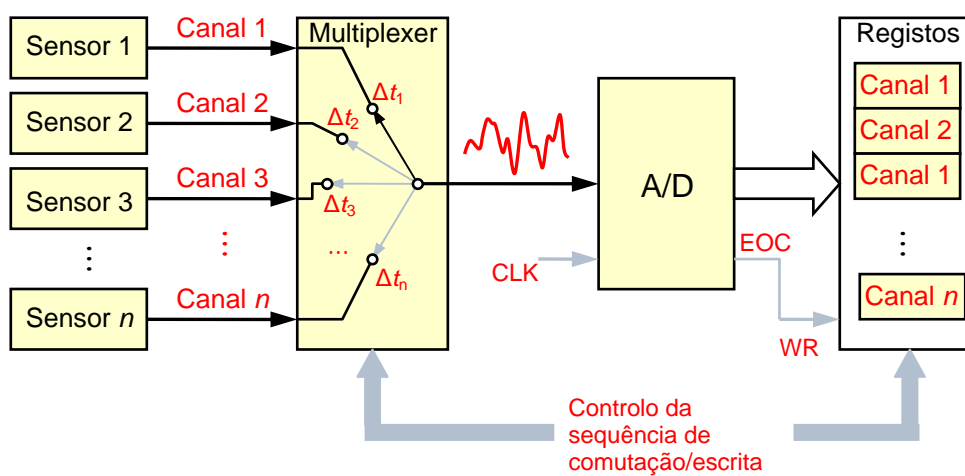 Sensor 1
Canal 1
Multiplexer
Registos
Δt1
Canal 1
Sensor 2
Canal 2
Δt2
Canal 2
Sensor 3
Canal 3
Δt3
A/D
Canal 1
...
...
...
Δtn
CLK
EOC
...
Sensor n
Canal n
Canal n
WR
Controlo da
sequência de
comutação/escrita